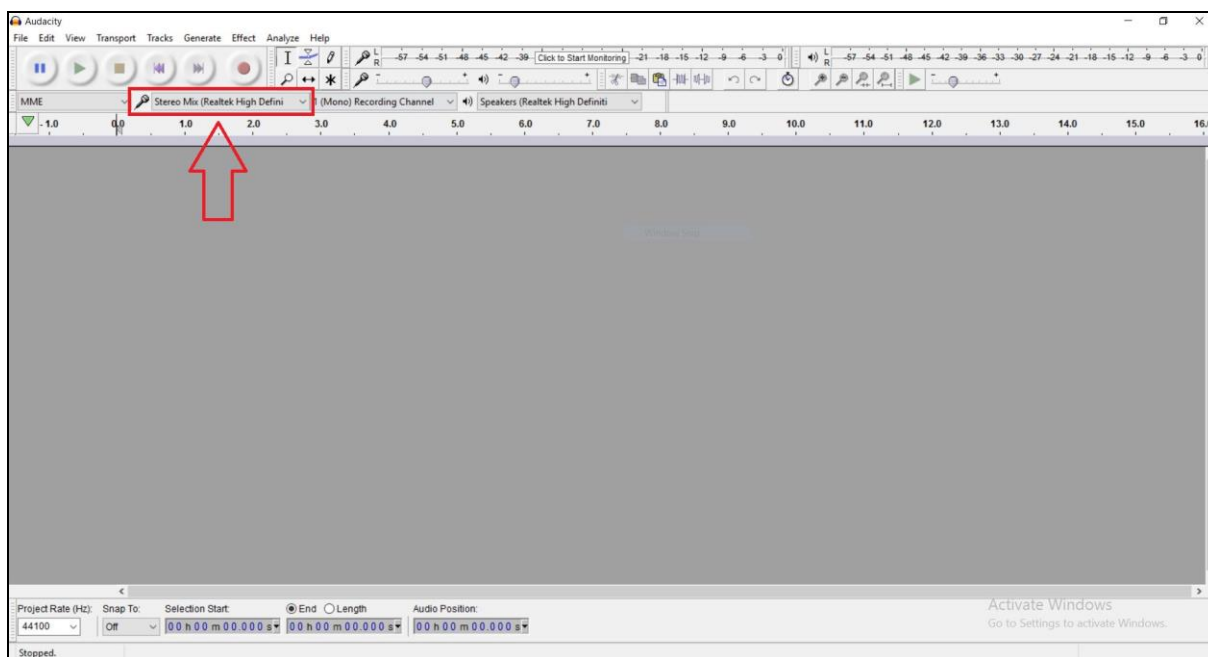 Audacity
File Edit View Transport Tracks Generate Effect Analyze Help
L
R
-57 -54 -51 -48 -45 -42 -39 Click to Start Monitoring -21 -18 -15 -12 -9 -6 -3 0
L
R
-57 -54 -51 -48 -45 -42 -39 -36 -33 -30 -27 -24 -21 -18 -15 -12 -9 -6 -3 0
MME Stereo Mix (Realtek High Defini 1 (Mono) Recording Channel Speakers (Realtek High Definiti
- 1.0 0.0 1.0 2.0 3.0 4.0 5.0 6.0 7.0 8.0 9.0 10.0 11.0 12.0 13.0 14.0 15.0 16.
Project Rate (Hz): Snap To: Selection Start: End Length Audio Position:
44100 Off 00 h 00 m 00.000 s 00 h 00 m 00.000 s 00 h 00 m 00.000 s
Activate Windows
Go to Settings to activate Windows.
Stopped.